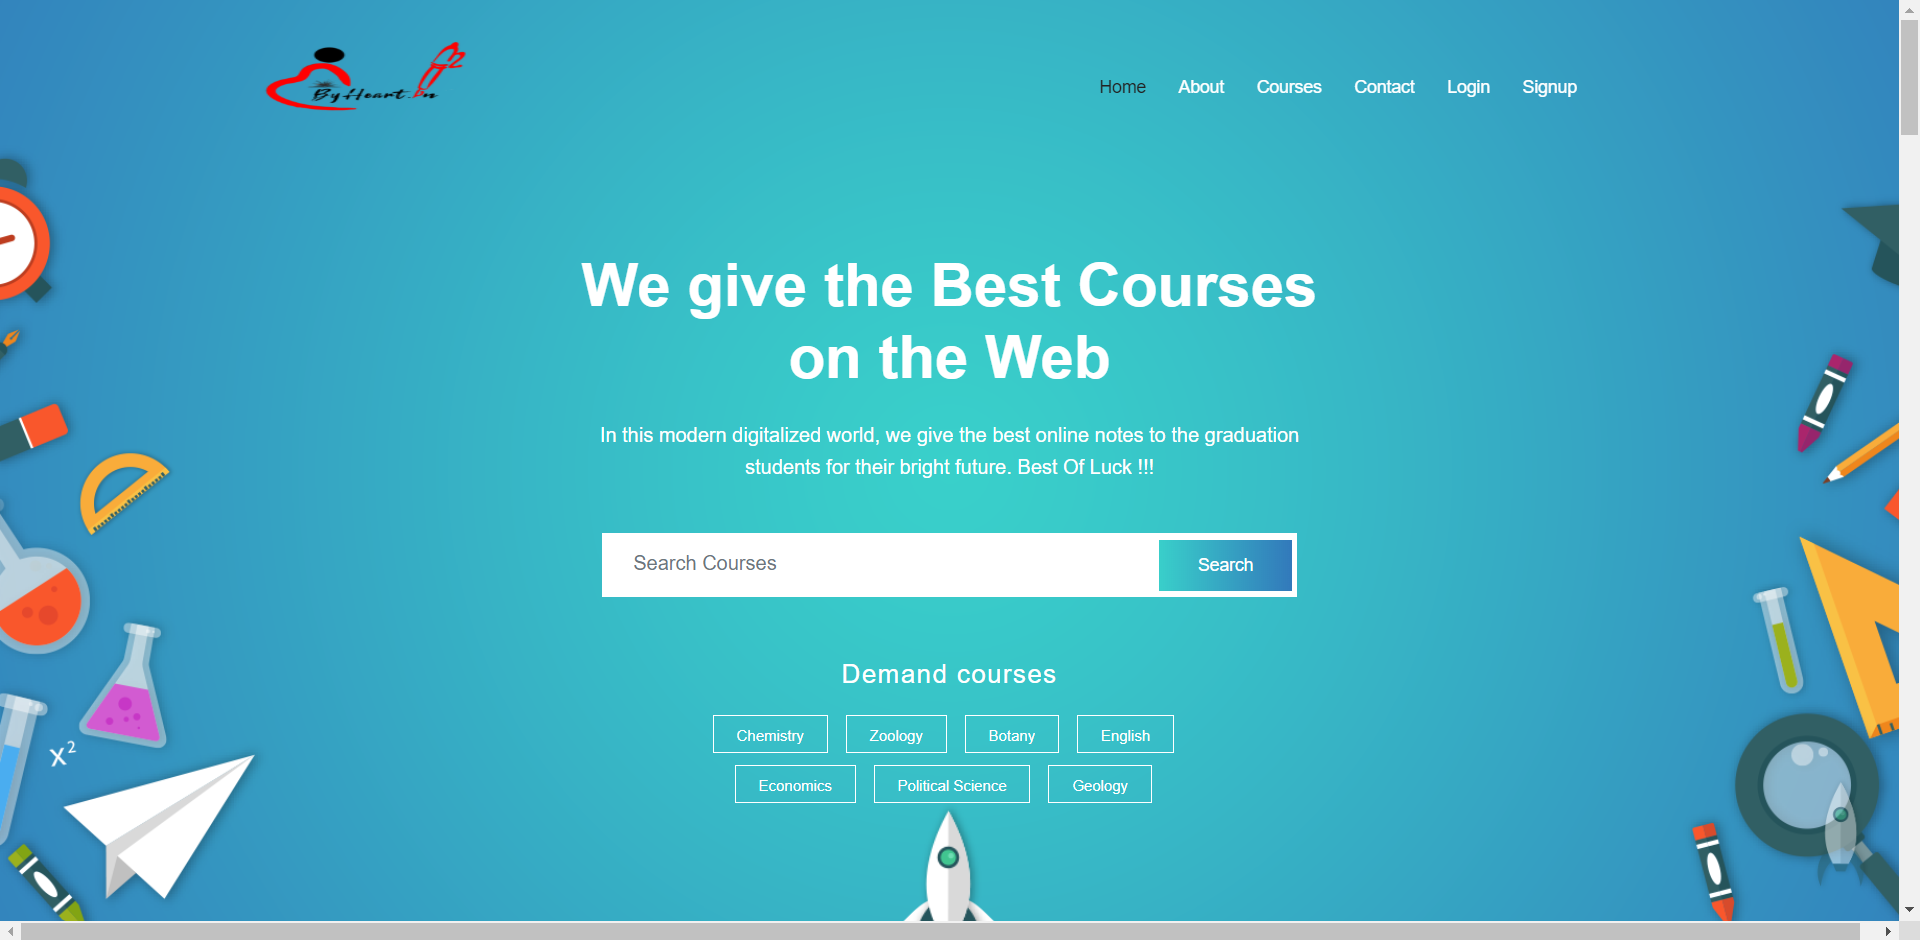 By Heart.in
Home About Courses Contact Login Signup
We give the Best Courses
on the Web
In this modern digitalized world, we give the best online notes to the graduation
students for their bright future. Best Of Luck !!!
Search Courses Search
Demand courses
Chemistry Zoology Botany English
Economics Political Science Geology
x²